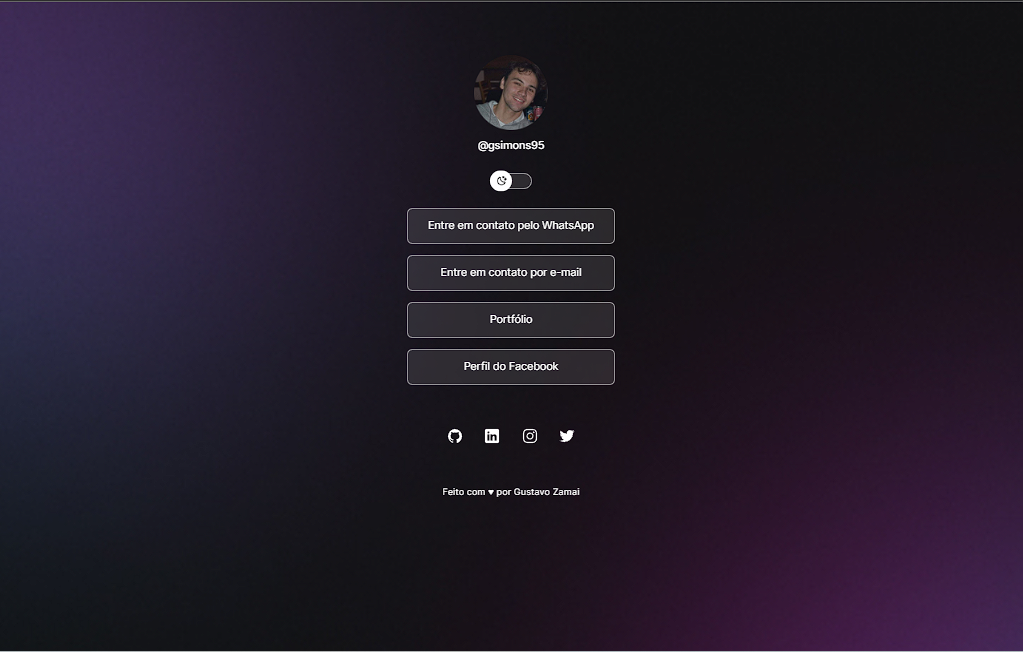 @gsimons95
Entre em contato pelo WhatsApp
Entre em contato por e-mail
Portfólio
Perfil do Facebook
Feito com ♥ por Gustavo Zamai